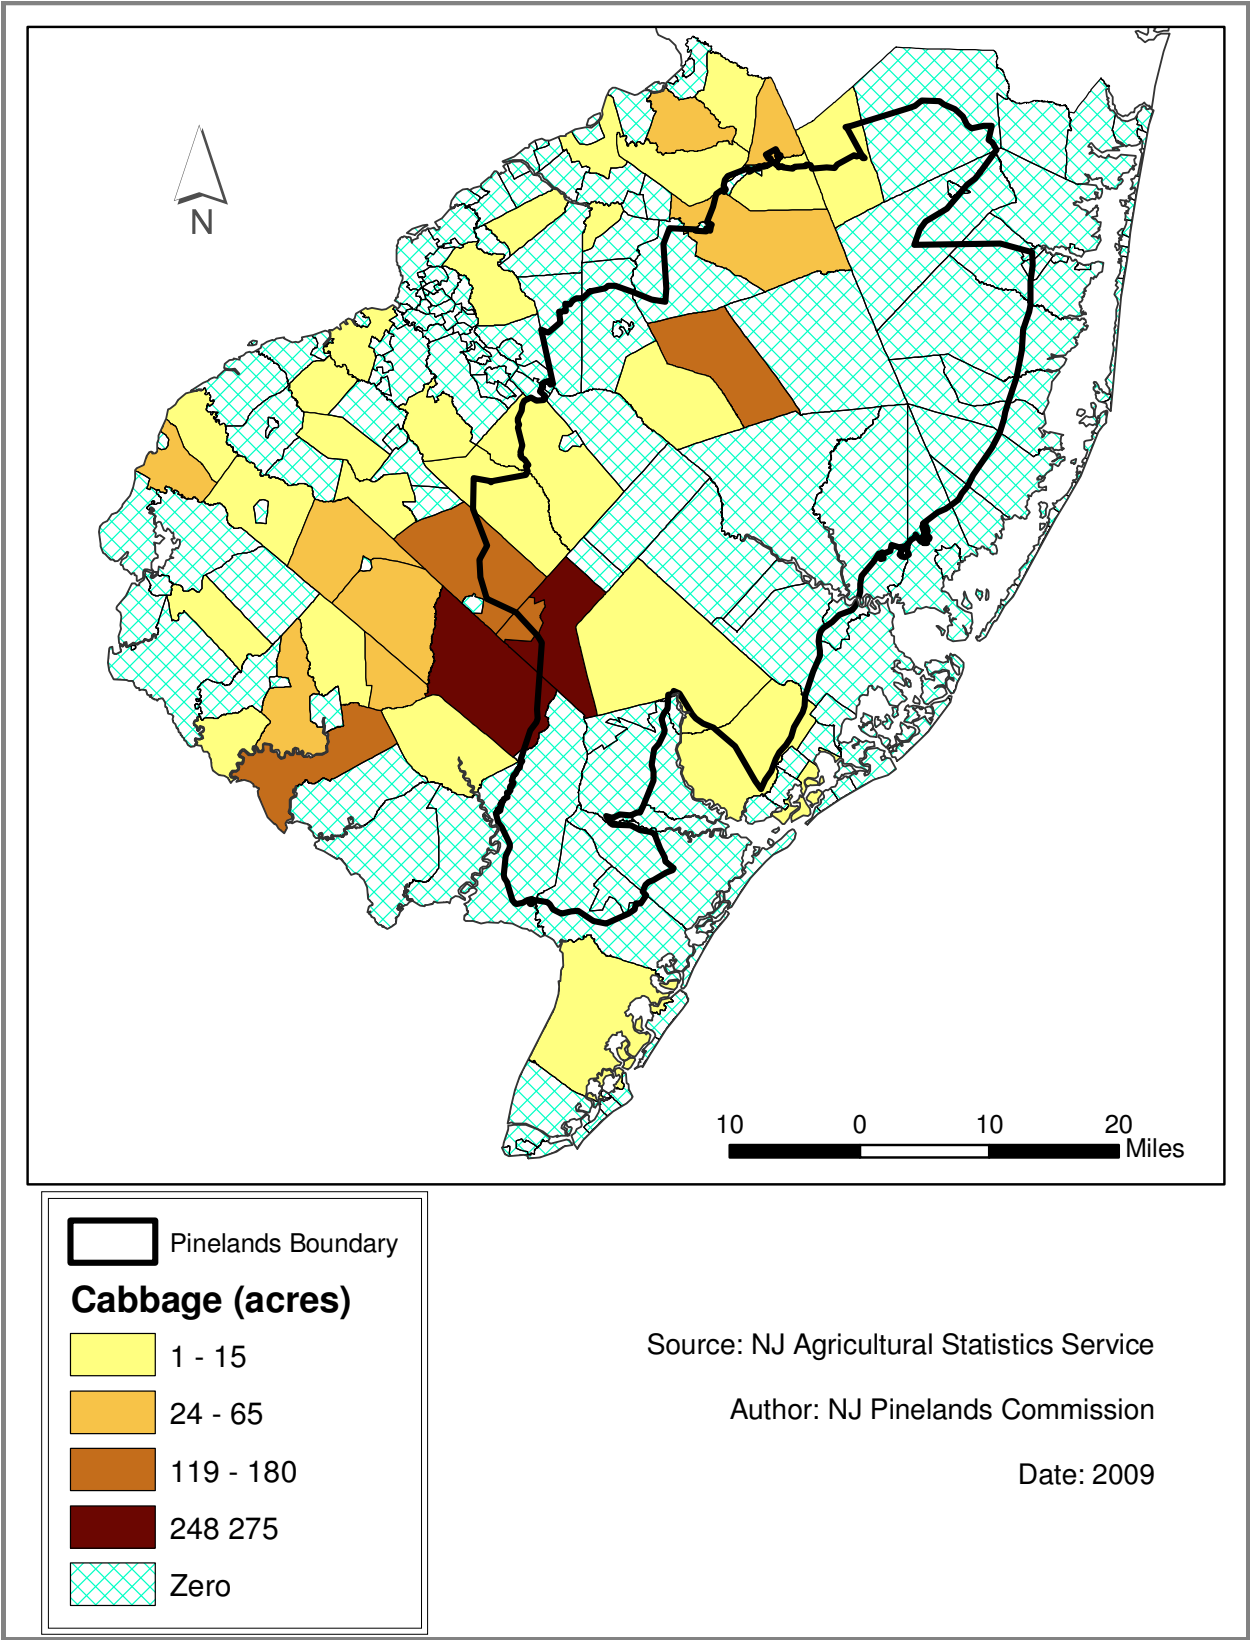 N
10 0 10 20
Miles
Pinelands Boundary
Cabbage (acres)
1 - 15
24 - 65
119 - 180
248 275
Zero
Source: NJ Agricultural Statistics Service
Author: NJ Pinelands Commission
Date: 2009